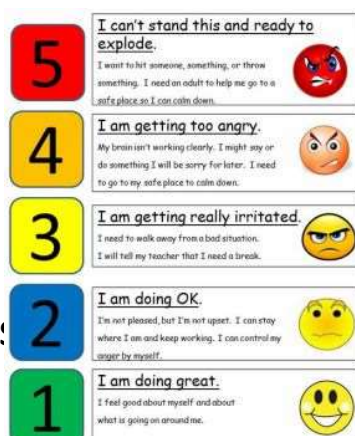 5
I can't stand this and ready to
explode.
I want to hit someone, something, or throw
something. I need an adult to help me go to a
safe place so I can calm down.
4
I am getting too angry.
My brain isn't working clearly. I might say or
do something I will be sorry for later. I need
to go to my safe place to calm down.
3
I am getting really irritated.
I need to walk away from a bad situation.
I will tell my teacher that I need a break.
2
I am doing OK.
I'm not pleased, but I'm not upset. I can stay
where I am and keep working. I can control my
anger by myself.
1
I am doing great.
I feel good about myself and about
what is going on around me.